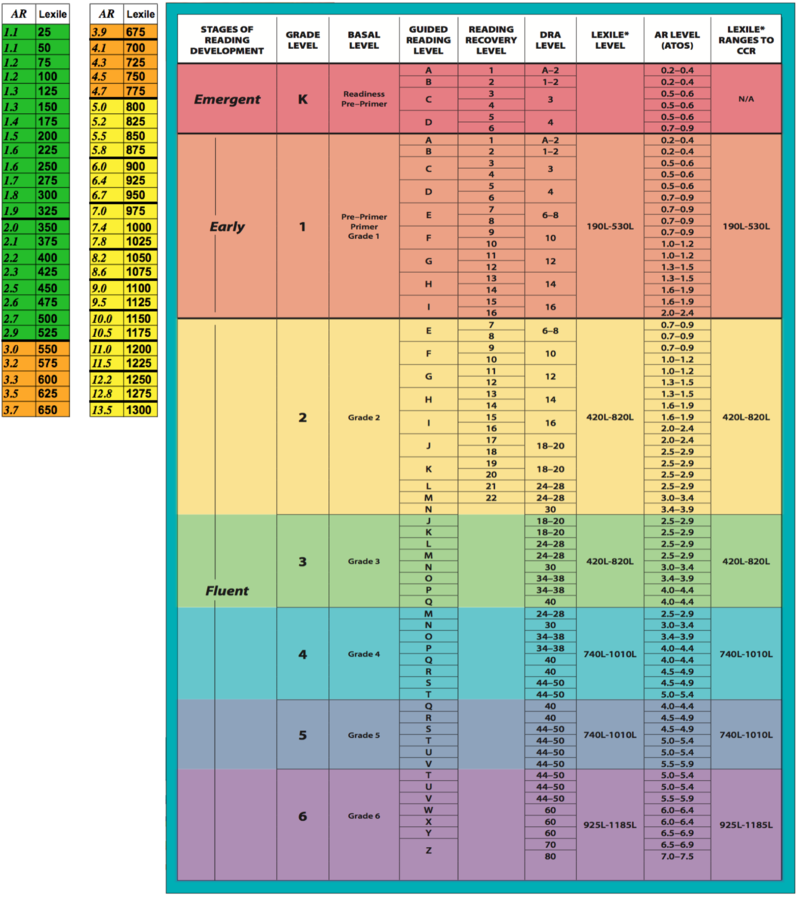 AR Lexile
1.1 25
1.1 50
1.2 75
1.2 100
1.3 125
1.3 150
1.4 175
1.5 200
1.6 225
1.6 250
1.7 275
1.8 300
1.9 325
2.0 350
2.1 375
2.2 400
2.3 425
2.5 450
2.6 475
2.7 500
2.9 525
3.0 550
3.2 575
3.3 600
3.5 625
3.7 650
AR Lexile
3.9 675
4.1 700
4.3 725
4.5 750
4.7 775
5.0 800
5.2 825
5.5 850
5.8 875
6.0 900
6.4 925
6.7 950
7.0 975
7.4 1000
7.8 1025
8.2 1050
8.6 1075
9.0 1100
9.5 1125
10.0 1150
10.5 1175
11.0 1200
11.5 1225
12.2 1250
12.8 1275
13.5 1300
STAGES OF READING DEVELOPMENT GRADE LEVEL BASAL LEVEL GUIDED READING LEVEL READING RECOVERY LEVEL DRA LEVEL LEXILE* LEVEL AR LEVEL (ATOS) LEXILE* RANGES TO CCR
Emergent K Readiness Pre–Primer N/A
A 1 A–2 0.2–0.4
B 2 1–2 0.2–0.4
C 3 3 0.5–0.6
4 0.5–0.6
D 5 4 0.5–0.6
6 0.7–0.9
Early 1 Pre–Primer Primer Grade 1 190L-530L 190L-530L
A 1 A–2 0.2–0.4
B 2 1–2 0.2–0.4
C 3 3 0.5–0.6
4 0.5–0.6
D 5 4 0.5–0.6
6 0.7–0.9
E 7 6–8 0.7–0.9
8 0.7–0.9
F 9 10 0.7–0.9
10 1.0–1.2
G 11 12 1.0–1.2
12 1.3–1.5
H 13 14 1.3–1.5
14 1.6–1.9
I 15 16 1.6–1.9
16 2.0–2.4
Fluent
2 Grade 2 420L-820L 420L-820L
E 7 6–8 0.7–0.9
8 0.7–0.9
F 9 10 0.7–0.9
10 1.0–1.2
G 11 12 1.0–1.2
12 1.3–1.5
H 13 14 1.3–1.5
14 1.6–1.9
I 15 16 1.6–1.9
16 2.0–2.4
J 17 18–20 2.0–2.4
18 2.5–2.9
K 19 18–20 2.5–2.9
20 2.5–2.9
L 21 24–28 2.5–2.9
M 22 24–28 3.0–3.4
N 30 3.4–3.9
3 Grade 3 420L-820L 420L-820L
J 18–20 2.5–2.9
K 18–20 2.5–2.9
L 24–28 2.5–2.9
M 24–28 2.5–2.9
N 30 3.0–3.4
O 34–38 3.4–3.9
P 34–38 4.0–4.4
Q 40 4.0–4.4
4 Grade 4 740L-1010L 740L-1010L
M 24–28 2.5–2.9
N 30 3.0–3.4
O 34–38 3.4–3.9
P 34–38 4.0–4.4
Q 40 4.0–4.4
R 40 4.5–4.9
S 44–50 4.5–4.9
T 44–50 5.0–5.4
5 Grade 5 740L-1010L 740L-1010L
Q 40 4.0–4.4
R 40 4.5–4.9
S 44–50 4.5–4.9
T 44–50 5.0–5.4
U 44–50 5.0–5.4
V 44–50 5.5–5.9
6 Grade 6 925L-1185L 925L-1185L
T 44–50 5.0–5.4
U 44–50 5.0–5.4
V 44–50 5.5–5.9
W 60 6.0–6.4
X 60 6.0–6.4
Y 60 6.5–6.9
Z 70 6.5–6.9
80 7.0–7.5